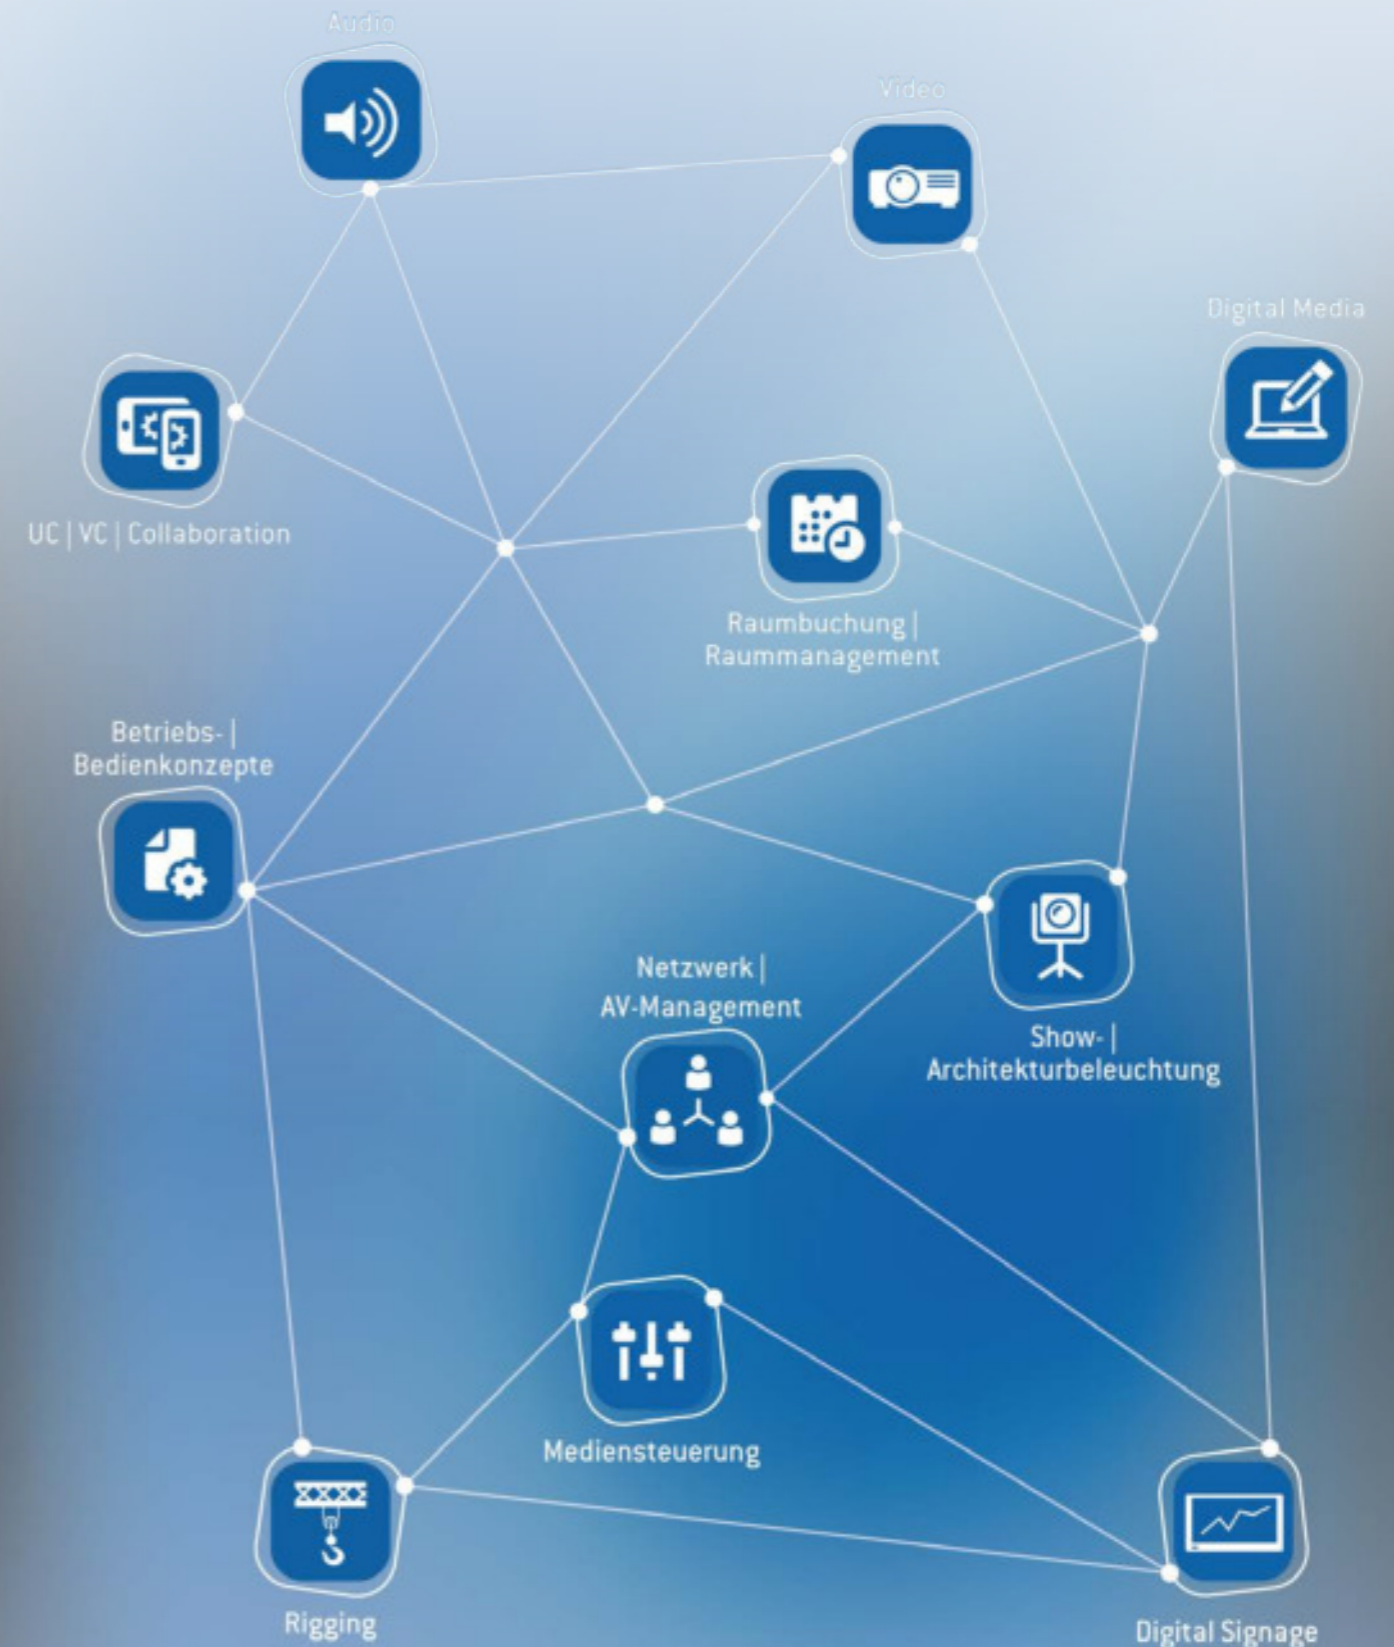 Audio
Video
Digital Media
UC | VC | Collaboration
Raumbuchung |
Raummanagement
Betriebs- |
Bedienkonzepte
Netzwerk |
AV-Management
Show- |
Architekturbeleuchtung
Mediensteuerung
Rigging
Digital Signage